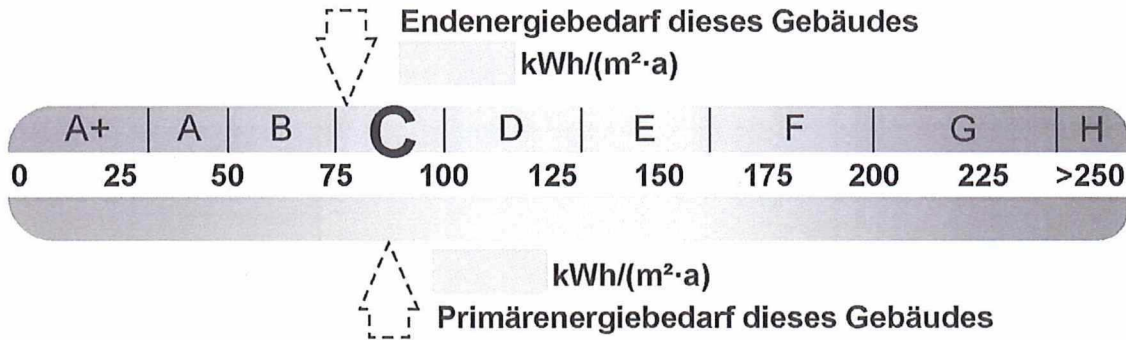 Endenergiebedarf dieses Gebäudes
kWh/(m²·a)
A+ A B C D E F G H
0 25 50 75 100 125 150 175 200 225 >250
kWh/(m²·a)
Primärenergiebedarf dieses Gebäudes